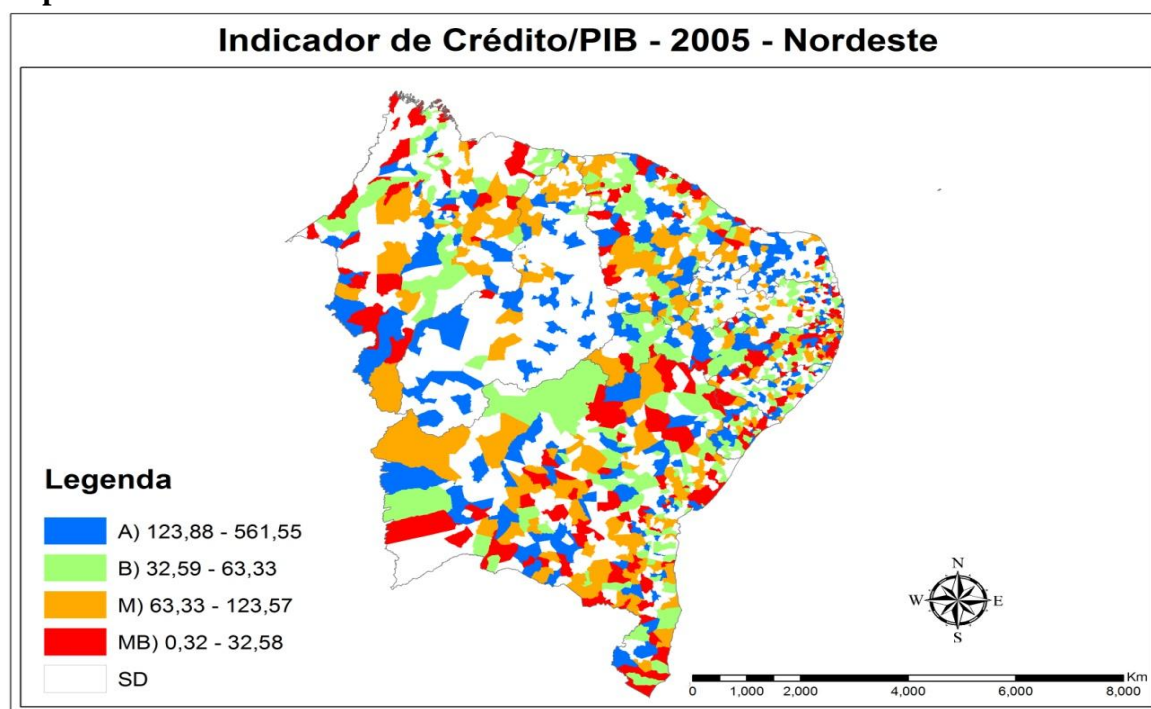 Indicador de Crédito/PIB - 2005 - Nordeste
Legenda
A) 123,88 - 561,55
B) 32,59 - 63,33
M) 63,33 - 123,57
MB) 0,32 - 32,58
SD
N
W E
S
Km
0 1,000 2,000 4,000 6,000 8,000